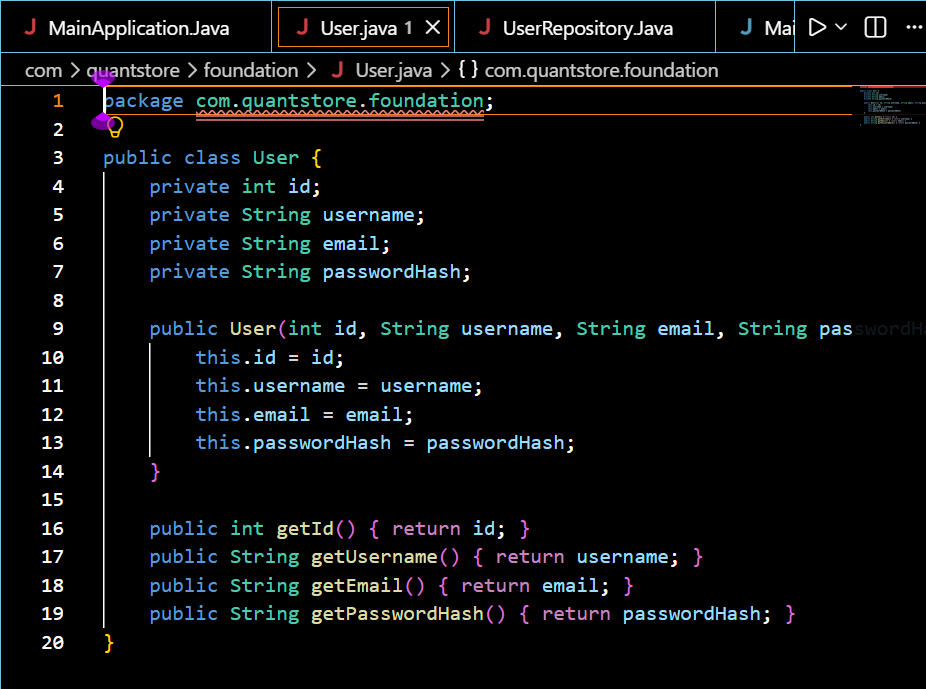 MainApplication.Java
User.java 1
UserRepository.Java
Mai
com > quantstore > foundation > User.java > {} com.quantstore.foundation
1 package com.quantstore.foundation;
2
3 public class User {
4 private int id;
5 private String username;
6 private String email;
7 private String passwordHash;
8
9 public User(int id, String username, String email, String passwordH
10 this.id = id;
11 this.username = username;
12 this.email = email;
13 this.passwordHash = passwordHash;
14 }
15
16 public int getId() { return id; }
17 public String getUsername() { return username; }
18 public String getEmail() { return email; }
19 public String getPasswordHash() { return passwordHash; }
20 }